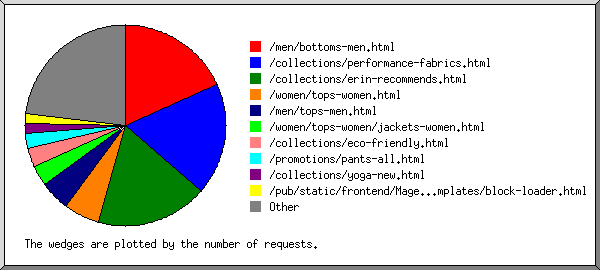 /men/bottoms-men.html
/collections/performance-fabrics.html
/collections/erin-recommends.html
/women/tops-women.html
/men/tops-men.html
/women/tops-women/jackets-women.html
/collections/eco-friendly.html
/promotions/pants-all.html
/collections/yoga-new.html
/pub/static/frontend/Mage...mplates/block-loader.html
Other
The wedges are plotted by the number of requests.